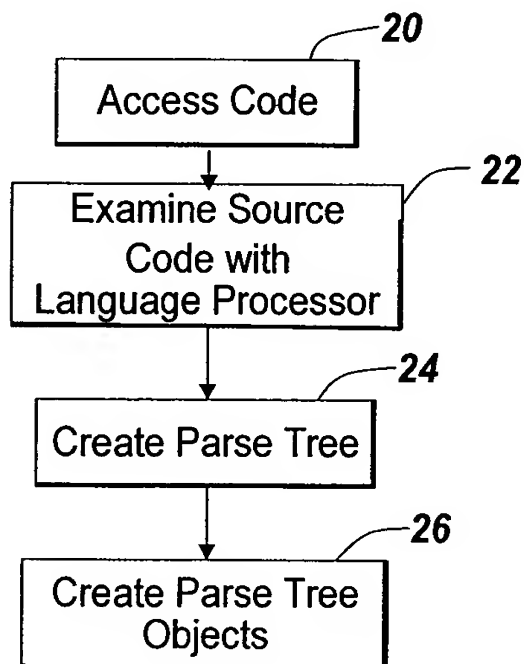 20
Access Code
22
Examine Source
Code with
Language Processor
24
Create Parse Tree
26
Create Parse Tree
Objects